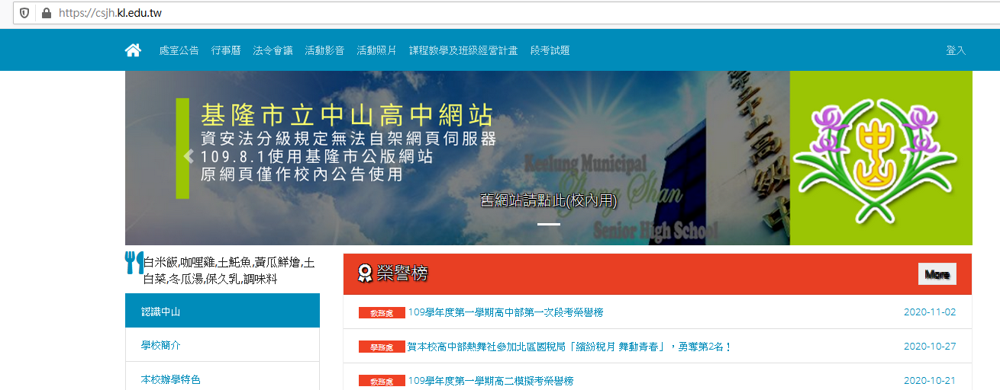 https://csjh.kl.edu.tw
處室公告 行事曆 法令會議 活動影音 活動照片 課程教學及班級經營計畫 段考試題 登入
基隆市立中山高中網站
資安法分級規定無法自架網頁伺服器
109.8.1使用基隆市公版網站
原網頁僅作校內公告使用
Keelung Municipal
Zhong Shan
Senior High School
中山高級
中山
舊網站請點此(校內用)
白米飯,咖哩雞,土魠魚,黃瓜鮮燴,土
白菜,冬瓜湯,保久乳,調味料
認識中山
學校簡介
本校辦學特色
榮譽榜 More
教務處 109學年度第一學期高中部第一次段考榮譽榜 2020-11-02
學務處 賀本校高中部熱舞社參加北區國稅局「繽紛稅月 舞動青春」，勇奪第2名！ 2020-10-27
教務處 109學年度第一學期高二模擬考榮譽榜 2020-10-21